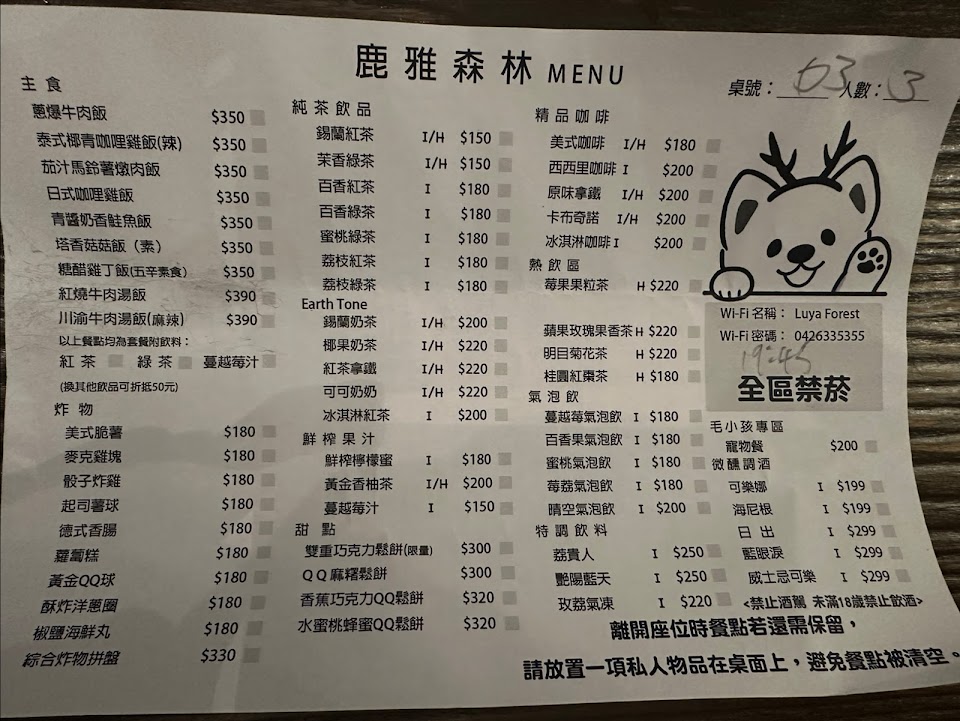 鹿雅森林 MENU
桌號：63 人數：3
主食
蔥爆牛肉飯 $350
泰式椰青咖哩雞飯(辣) $350
茄汁馬鈴薯燉肉飯 $350
日式咖哩雞飯 $350
青醬奶香鮭魚飯 $350
塔香菇菇飯（素） $350
糖醋雞丁飯(五辛素食) $350
紅燒牛肉湯飯 $390
川渝牛肉湯飯(麻辣) $390
以上餐點均為套餐附飲料：
紅茶 綠茶 蔓越莓汁
(換其他飲品可折抵50元)
炸物
美式脆薯 $180
麥克雞塊 $180
骰子炸雞 $180
起司薯球 $180
德式香腸 $180
蘿蔔糕 $180
黃金QQ球 $180
酥炸洋蔥圈 $180
椒鹽海鮮丸 $180
綜合炸物拼盤 $330
純茶飲品
錫蘭紅茶 I/H $150
茉香綠茶 I/H $150
百香紅茶 I $180
百香綠茶 I $180
蜜桃綠茶 I $180
荔枝紅茶 I $180
荔枝綠茶 I $180
Earth Tone
錫蘭奶茶 I/H $200
椰果奶茶 I/H $220
紅茶拿鐵 I/H $220
可可奶奶 I/H $220
冰淇淋紅茶 I $200
鮮榨果汁
鮮榨檸檬蜜 I $180
黃金香柚茶 I/H $200
蔓越莓汁 I $150
甜點
雙重巧克力鬆餅(限量) $300
QQ麻糬鬆餅 $300
香蕉巧克力QQ鬆餅 $320
水蜜桃蜂蜜QQ鬆餅 $320
精品咖啡
美式咖啡 I/H $180
西西里咖啡 I $200
原味拿鐵 I/H $200
卡布奇諾 I/H $200
冰淇淋咖啡 I $200
熱飲區
莓果果粒茶 H $220
蘋果玫瑰果香茶 H $220
明目菊花茶 H $220
桂圓紅棗茶 H $180
氣泡飲
蔓越莓氣泡飲 I $180
百香果氣泡飲 I $180
蜜桃氣泡飲 I $180
莓荔氣泡飲 I $180
晴空氣泡飲 I $200
特調飲料
荔貴人 I $250
艷陽藍天 I $250
玫荔氣凍 I $220
Wi-Fi 名稱： Luya Forest
Wi-Fi 密碼： 0426335355
19:45
全區禁菸
毛小孩專區
寵物餐 $200
微醺調酒
可樂娜 I $199
海尼根 I $199
日出 I $299
藍眼淚 I $299
威士忌可樂 I $299
<禁止酒駕 未滿18歲禁止飲酒>
離開座位時餐點若還需保留，
請放置一項私人物品在桌面上，避免餐點被清空。